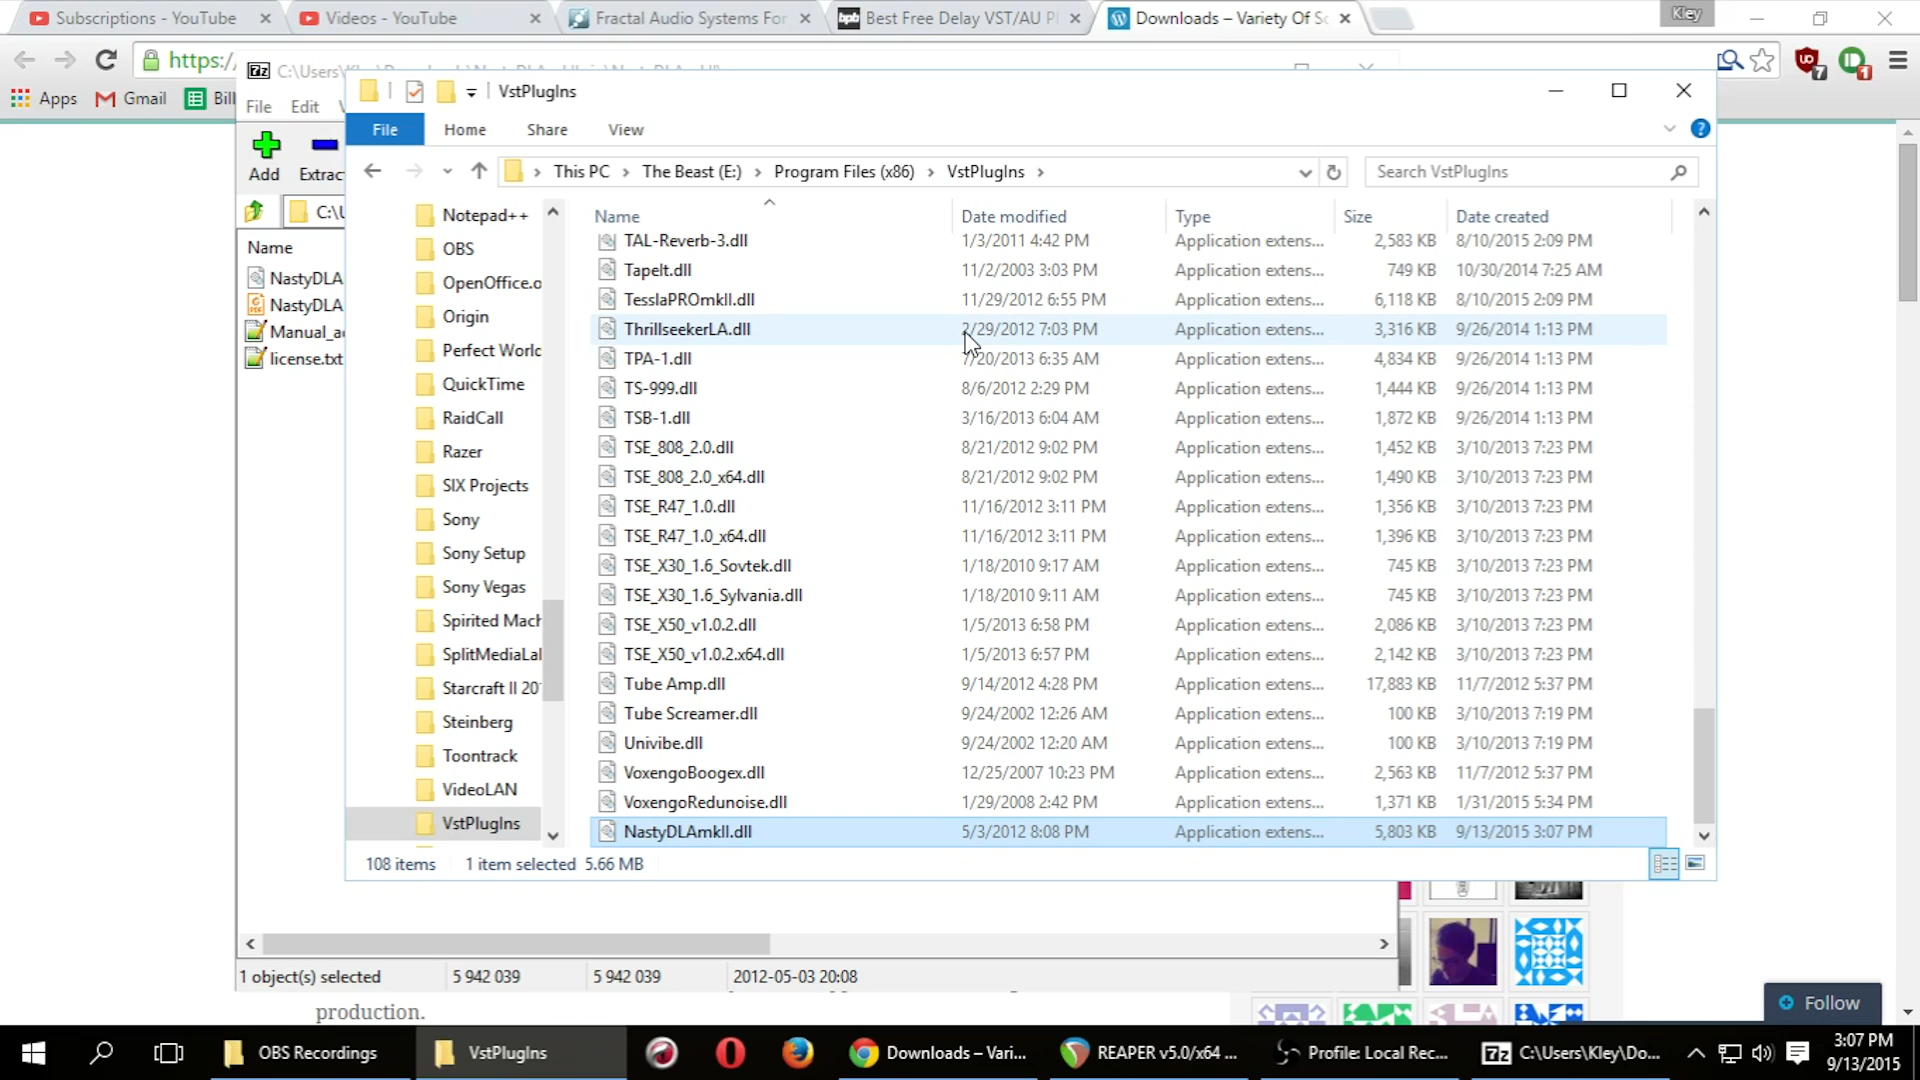 Subscriptions - YouTube
Videos - YouTube
Fractal Audio Systems For
Best Free Delay VST/AU Pl
Downloads – Variety Of So
Kley
https:/
Apps
Gmail
Bill
7
1
7z
File
Edit
Add
Extrac
C:\U
Name
NastyDLA
NastyDLA
Manual_a
license.txt
VstPlugIns
File
Home
Share
View
This PC > The Beast (E:) > Program Files (x86) > VstPlugIns >
Search VstPlugIns
Notepad++
OBS
OpenOffice.o
Origin
Perfect World
QuickTime
RaidCall
Razer
SIX Projects
Sony
Sony Setup
Sony Vegas
Spirited Mach
SplitMediaLal
Starcraft II 20
Steinberg
Toontrack
VideoLAN
VstPlugIns
Name Date modified Type Size Date created
TAL-Reverb-3.dll 1/3/2011 4:42 PM Application extens... 2,583 KB 8/10/2015 2:09 PM
TapeIt.dll 11/2/2003 3:03 PM Application extens... 749 KB 10/30/2014 7:25 AM
TesslaPROmkII.dll 11/29/2012 6:55 PM Application extens... 6,118 KB 8/10/2015 2:09 PM
ThrillseekerLA.dll 2/29/2012 7:03 PM Application extens... 3,316 KB 9/26/2014 1:13 PM
TPA-1.dll 7/20/2013 6:35 AM Application extens... 4,834 KB 9/26/2014 1:13 PM
TS-999.dll 8/6/2012 2:29 PM Application extens... 1,444 KB 9/26/2014 1:13 PM
TSB-1.dll 3/16/2013 6:04 AM Application extens... 1,872 KB 9/26/2014 1:13 PM
TSE_808_2.0.dll 8/21/2012 9:02 PM Application extens... 1,452 KB 3/10/2013 7:23 PM
TSE_808_2.0_x64.dll 8/21/2012 9:02 PM Application extens... 1,490 KB 3/10/2013 7:23 PM
TSE_R47_1.0.dll 11/16/2012 3:11 PM Application extens... 1,356 KB 3/10/2013 7:23 PM
TSE_R47_1.0_x64.dll 11/16/2012 3:11 PM Application extens... 1,396 KB 3/10/2013 7:23 PM
TSE_X30_1.6_Sovtek.dll 1/18/2010 9:17 AM Application extens... 745 KB 3/10/2013 7:23 PM
TSE_X30_1.6_Sylvania.dll 1/18/2010 9:11 AM Application extens... 745 KB 3/10/2013 7:23 PM
TSE_X50_v1.0.2.dll 1/5/2013 6:58 PM Application extens... 2,086 KB 3/10/2013 7:23 PM
TSE_X50_v1.0.2.x64.dll 1/5/2013 6:57 PM Application extens... 2,142 KB 3/10/2013 7:23 PM
Tube Amp.dll 9/14/2012 4:28 PM Application extens... 17,883 KB 11/7/2012 5:37 PM
Tube Screamer.dll 9/24/2002 12:26 AM Application extens... 100 KB 3/10/2013 7:19 PM
Univibe.dll 9/24/2002 12:20 AM Application extens... 100 KB 3/10/2013 7:19 PM
VoxengoBoogex.dll 12/25/2007 10:23 PM Application extens... 2,563 KB 11/7/2012 5:37 PM
VoxengoRedunoise.dll 1/29/2008 2:42 PM Application extens... 1,371 KB 1/31/2015 5:34 PM
NastyDLAmkII.dll 5/3/2012 8:08 PM Application extens... 5,803 KB 9/13/2015 3:07 PM
108 items 1 item selected 5.66 MB
1 object(s) selected 5 942 039 5 942 039 2012-05-03 20:08
production.
Follow
OBS Recordings
VstPlugIns
Downloads – Vari...
REAPER v5.0/x64 ...
Profile: Local Rec...
7z
C:\Users\Kley\Do...
3:07 PM
9/13/2015